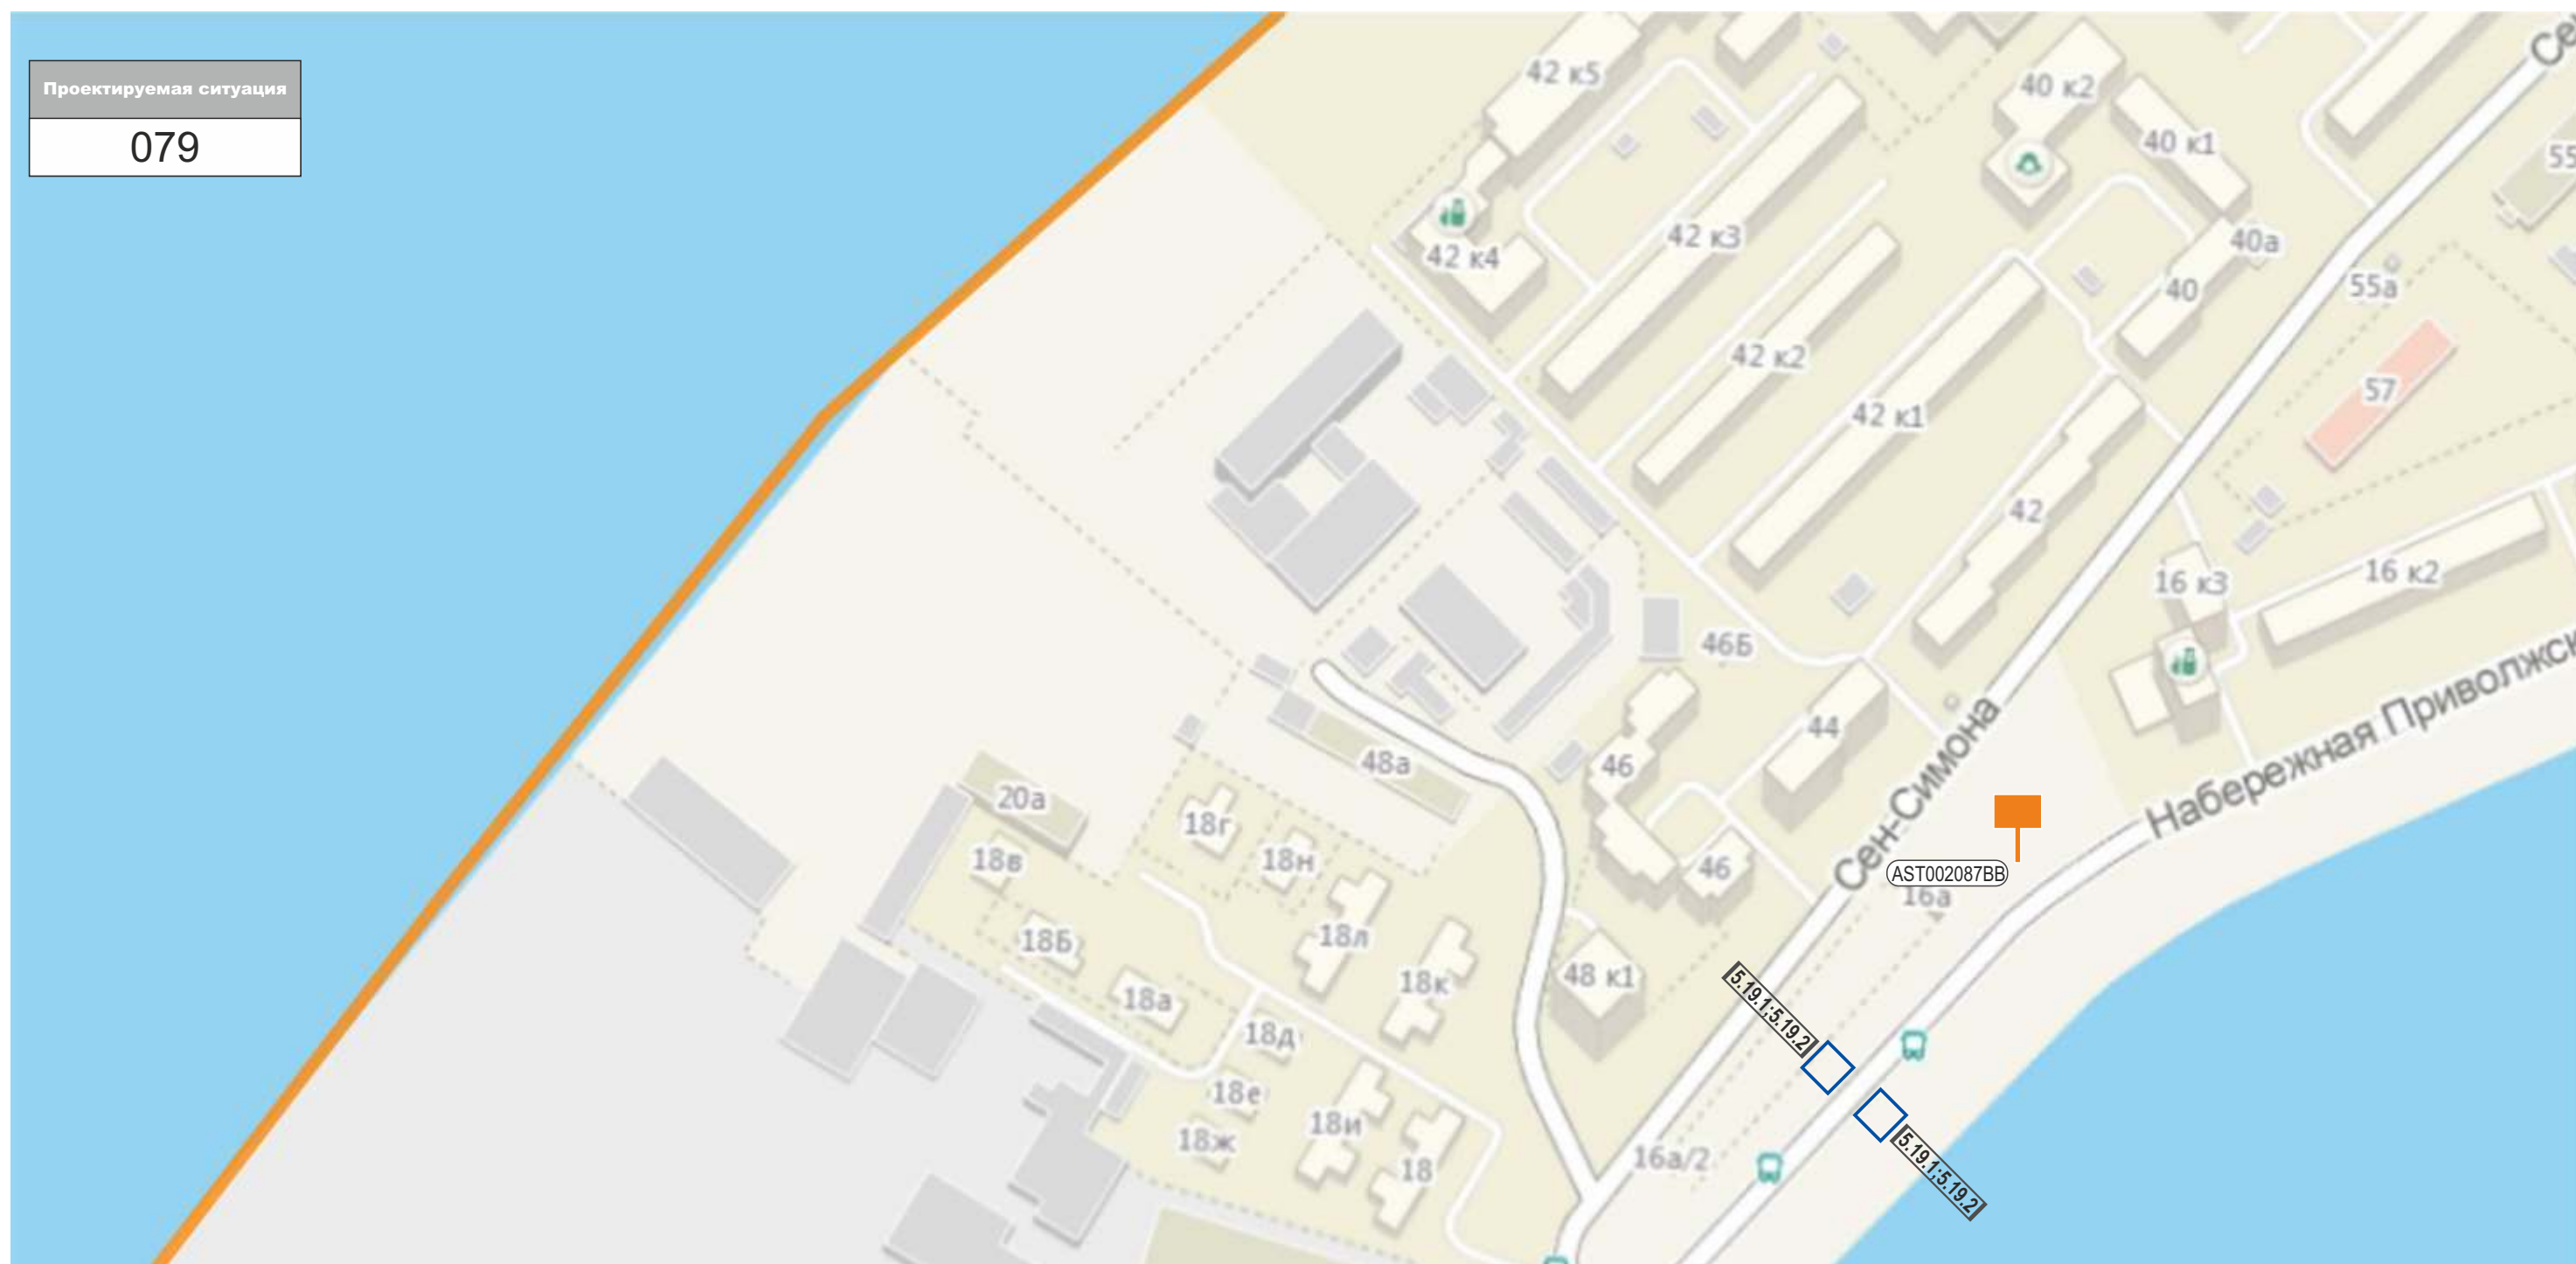 Проектируемая ситуация
079
42 к5
40 к2
40 к1
55
42 к3
42 к4
40а
40
55а
42 к2
57
42 к1
42
16 к3
16 к2
46Б
44
Сен-Симона
Набережная Приволжск
46
48а
20а
18г
18в
18н
46
AST002087BB
16а
18Б
18л
48 к1
18к
18а
18д
5.19.1;5.19.2
18е
18и
18ж
16а/2
18
5.19.1;5.19.2